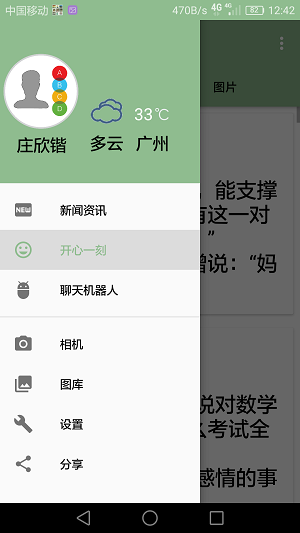 中国移动 470B/s 4G 4G 82 12:42
A
B
C
D
33℃
庄欣锴 多云 广州
图片
NEW 新闻资讯
开心一刻
聊天机器人
相机
图库
设置
分享
，能支撑
有这一对
”
曾说：“妈
说对数学
么考试全
感情的事